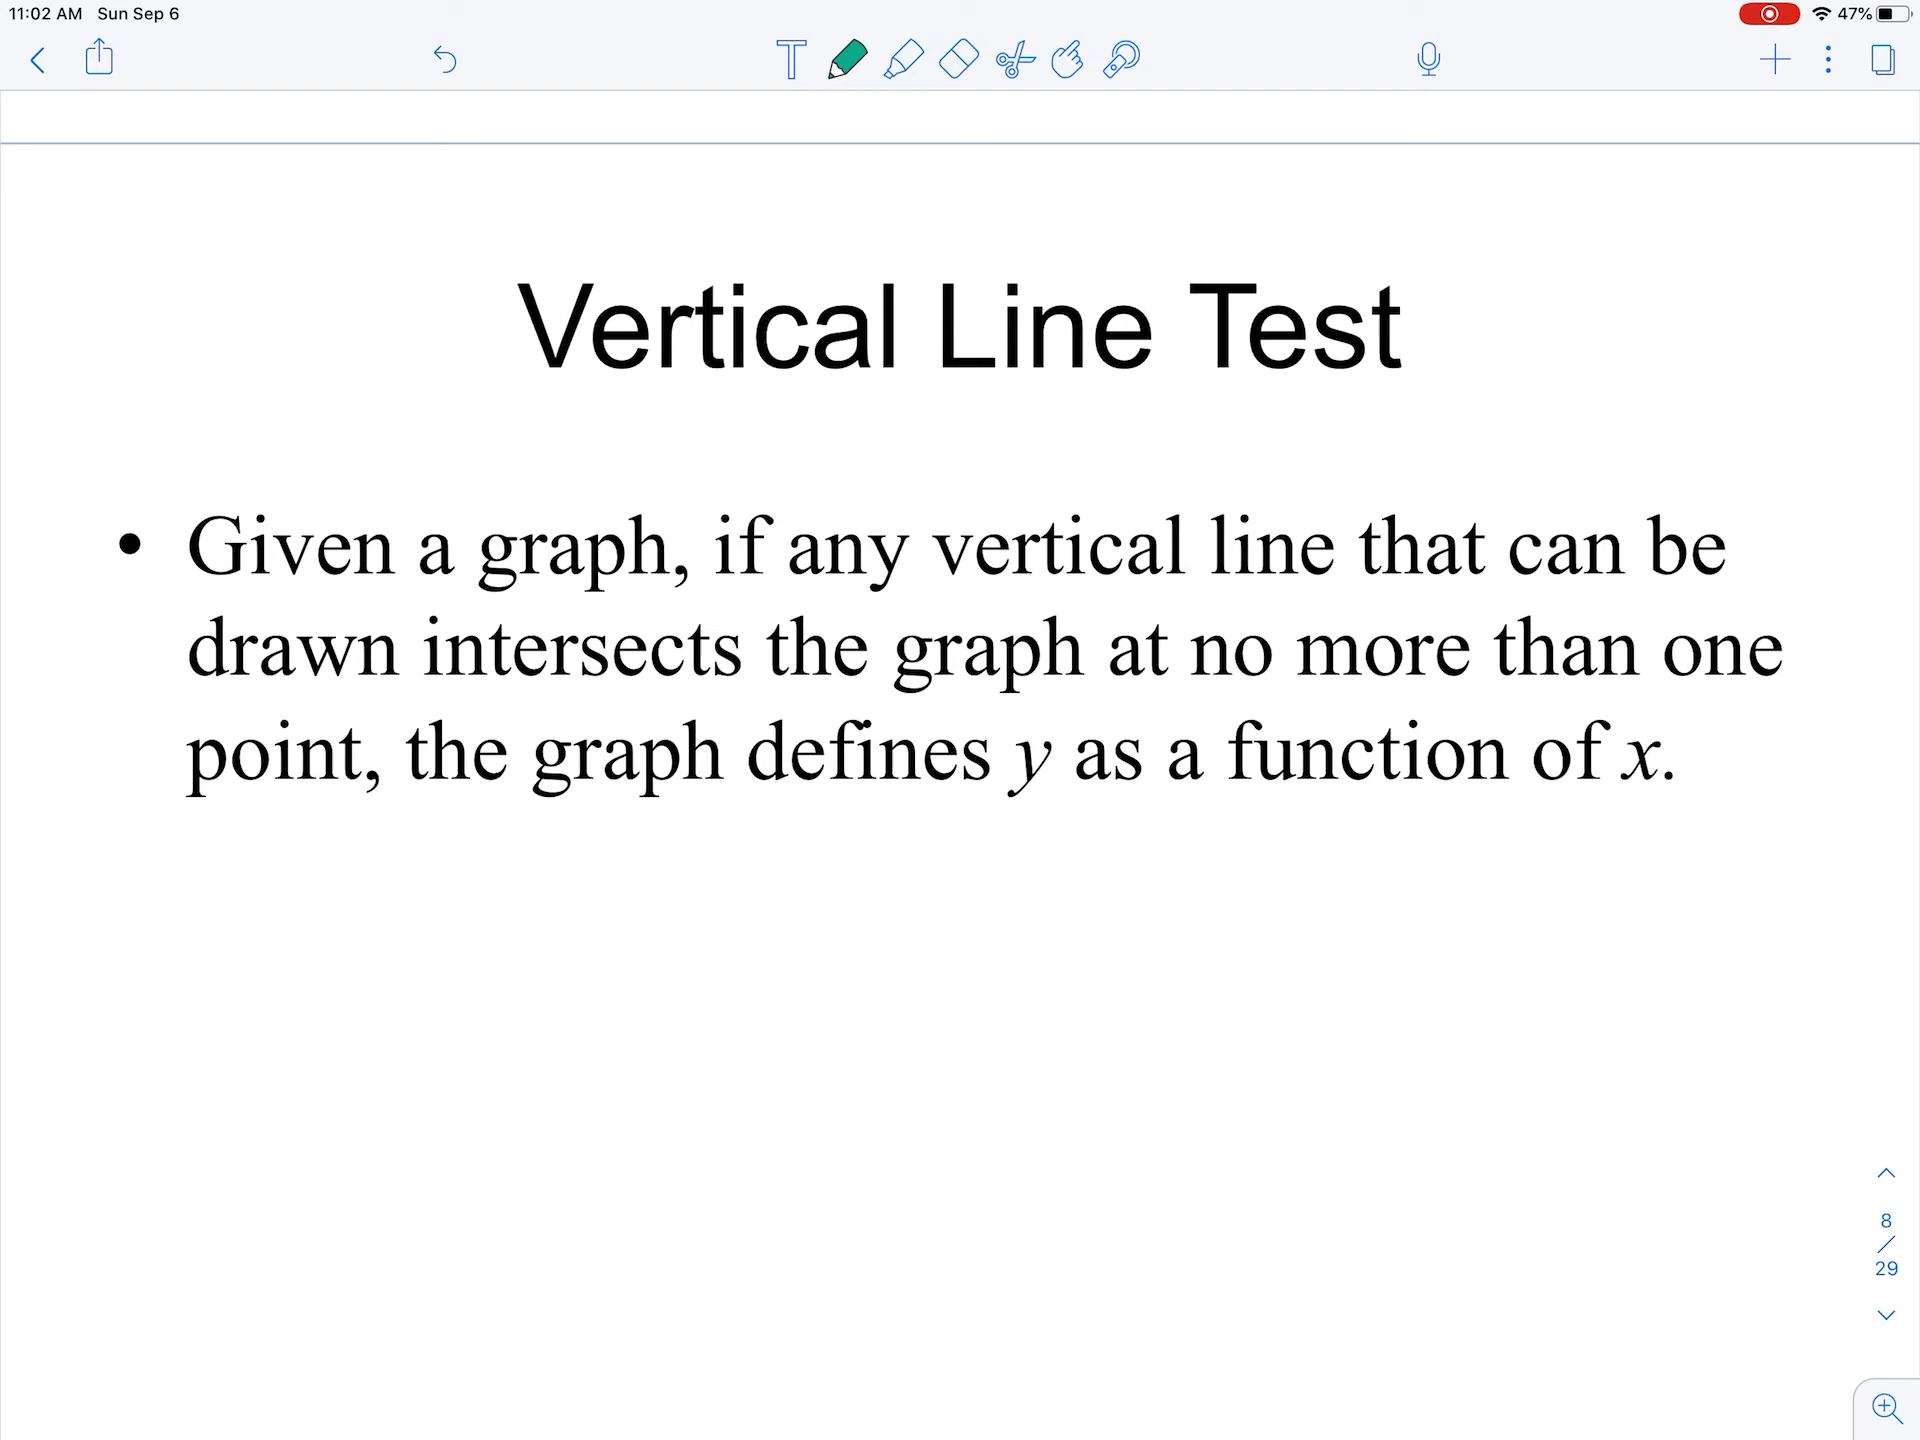 11:02 AM Sun Sep 6
47%
Vertical Line Test
• Given a graph, if any vertical line that can be
drawn intersects the graph at no more than one
point, the graph defines y as a function of x.
8
/
29